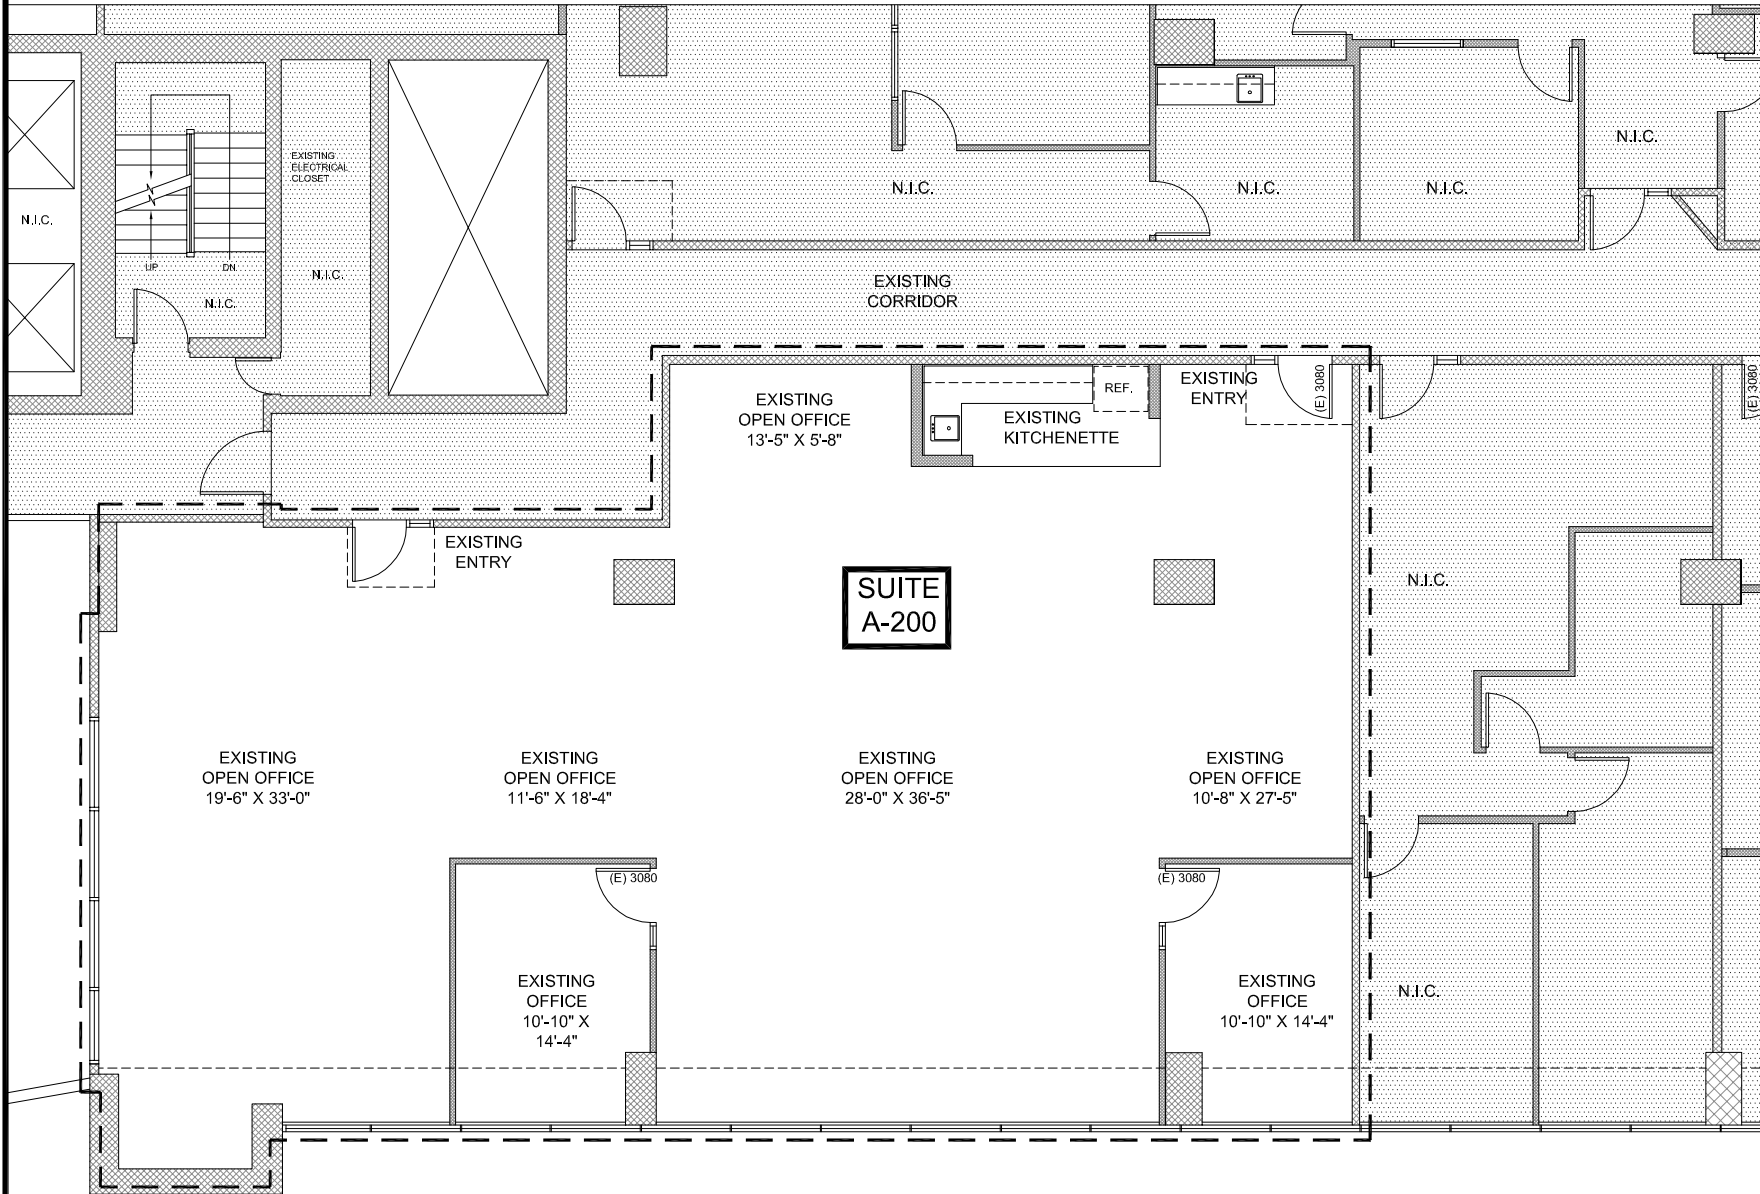 N.I.C.
EXISTING
ELECTRICAL
CLOSET
N.I.C.
N.I.C.
N.I.C.
N.I.C.
UP
DN
N.I.C.
N.I.C.
EXISTING
CORRIDOR
EXISTING
OPEN OFFICE
13'-5" X 5'-8"
REF.
EXISTING
KITCHENETTE
EXISTING
ENTRY
(E) 3080
(E) 3080
EXISTING
ENTRY
SUITE
A-200
N.I.C.
EXISTING
OPEN OFFICE
19'-6" X 33'-0"
EXISTING
OPEN OFFICE
11'-6" X 18'-4"
EXISTING
OPEN OFFICE
28'-0" X 36'-5"
EXISTING
OPEN OFFICE
10'-8" X 27'-5"
(E) 3080
(E) 3080
EXISTING
OFFICE
10'-10" X
14'-4"
EXISTING
OFFICE
10'-10" X 14'-4"
N.I.C.